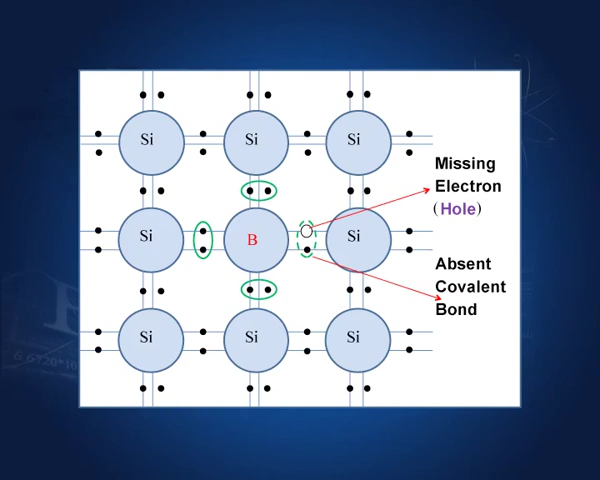 Si Si Si
Missing
Electron
(Hole)
Si B Si
Absent
Covalent
Bond
Si Si Si